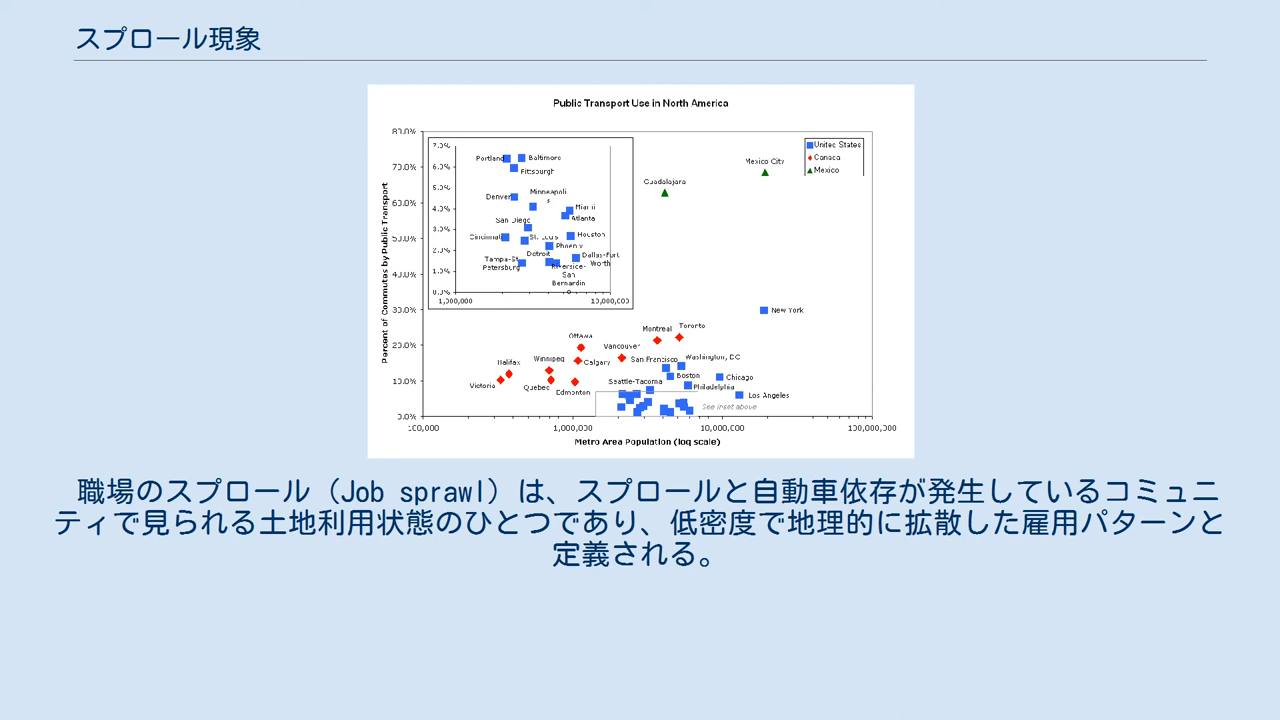 スプロール現象
Public Transport Use in North America
80.0%
70.0%
60.0%
50.0%
40.0%
30.0%
20.0%
10.0%
0.0%
Percent of Commutes by Public Transport
7.0%
6.0%
5.0%
4.0%
3.0%
2.0%
1.0%
0.0%
1,000,000
10,000,000
Portland
Baltimore
Pittsburgh
Denver
Minneapoli
s
Miami
Atlanta
San Diego
Cincinnati
St. Louis
Houston
Phoenix
Detroit
Dallas-Fort
Worth
Tampa-St.
Petersburg
Riverside-
San
Bernardin
o
United States
Canada
Mexico
Mexico City
Guadalajara
New York
Montreal
Toronto
Ottawa
Vancouver
Halifax
Winnipeg
Calgary
San Francisco
Washington, DC
Victoria
Quebec
Edmonton
Seattle-Tacoma
Boston
Chicago
Philadelphia
Los Angeles
See inset above
100,000
1,000,000
10,000,000
100,000,000
Metro Area Population (log scale)
職場のスプロール（Job sprawl）は、スプロールと自動車依存が発生しているコミュニ
ティで見られる土地利用状態のひとつであり、低密度で地理的に拡散した雇用パターンと
定義される。